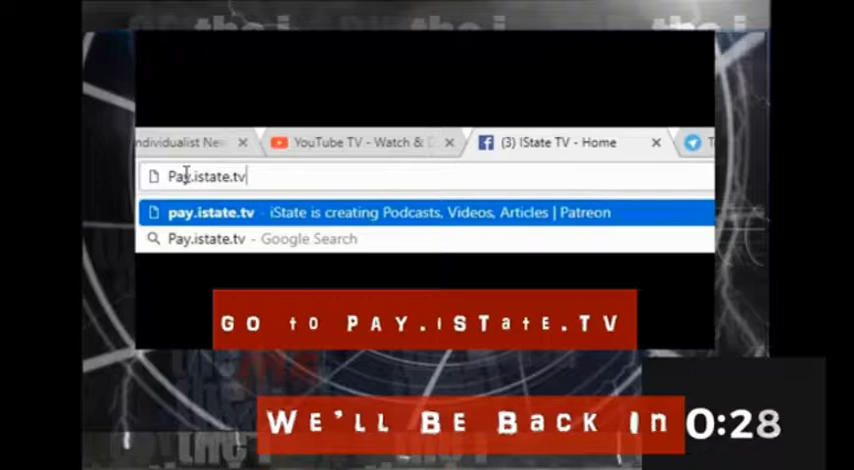 the i
ndividualist New
YouTube TV - Watch & D
(3) IState TV - Home
Pay.istate.tv
pay.istate.tv - iState is creating Podcasts, Videos, Articles | Patreon
Pay.istate.tv - Google Search
Go to Pay.iState.TV
We'll Be Back In 0:28